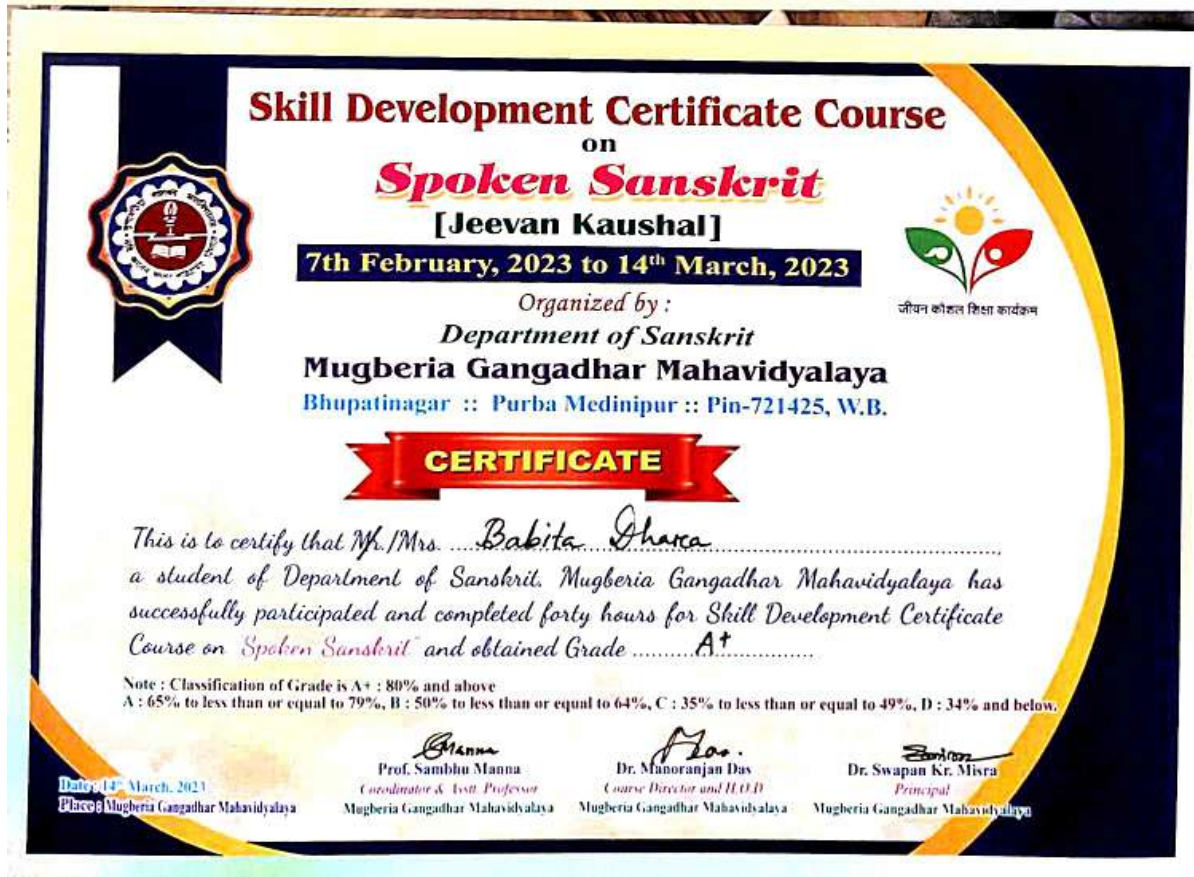 Skill Development Certificate Course
on
Spoken Sanskrit
[Jeevan Kaushal]
7th February, 2023 to 14th March, 2023
Organized by :
Department of Sanskrit
Mugberia Gangadhar Mahavidyalaya
Bhupatinagar :: Purba Medinipur :: Pin-721425, W.B.
जीवन कौशल शिक्षा कार्यक्रम
CERTIFICATE
This is to certify that Mr./Mrs. Babita Dhara
a student of Department of Sanskrit. Mugberia Gangadhar Mahavidyalaya has
successfully participated and completed forty hours for Skill Development Certificate
Course on "Spoken Sanskrit" and obtained Grade A+
Note : Classification of Grade is A+ : 80% and above
A : 65% to less than or equal to 79%, B : 50% to less than or equal to 64%, C : 35% to less than or equal to 49%, D : 34% and below.
SManna
Prof. Sambhu Manna
Coordinator & Astt. Professor
Mugberia Gangadhar Mahavidyalaya
Dr. Manoranjan Das
Course Director and H.O.D
Mugberia Gangadhar Mahavidyalaya
Dr. Swapan Kr. Misra
Principal
Mugberia Gangadhar Mahavidyalaya
Date : 14th March, 2023
Place : Mugberia Gangadhar Mahavidyalaya